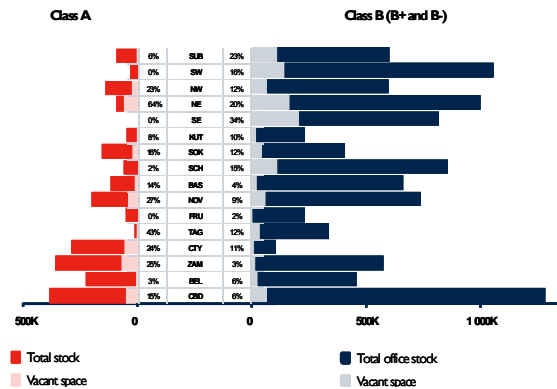 Class A Class B (B+ and B-)
6% SUB 23%
0% SW 16%
23% NW 12%
64% NE 20%
0% SE 34%
8% KUT 10%
16% SOK 12%
2% SCH 15%
14% BAS 4%
27% NOV 9%
0% FRU 2%
43% TAG 12%
24% CTY 11%
25% ZAM 3%
3% BEL 6%
15% CBD 6%
500K 0 0 500K 1 000K
Total stock Total office stock
Vacant space Vacant space